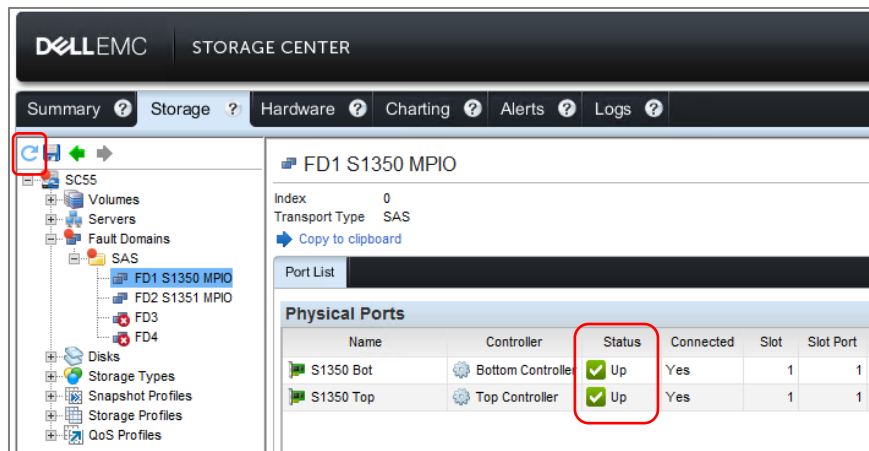 DELLEMC STORAGE CENTER
Summary ? Storage ? Hardware ? Charting ? Alerts ? Logs ?
SC55
Volumes
Servers
Fault Domains
SAS
FD1 S1350 MPIO
FD2 S1351 MPIO
FD3
FD4
Disks
Storage Types
Snapshot Profiles
Storage Profiles
QoS Profiles
FD1 S1350 MPIO
Index 0
Transport Type SAS
Copy to clipboard
Port List
Physical Ports
Name Controller Status Connected Slot Slot Port
S1350 Bot Bottom Controller Up Yes 1 1
S1350 Top Top Controller Up Yes 1 1